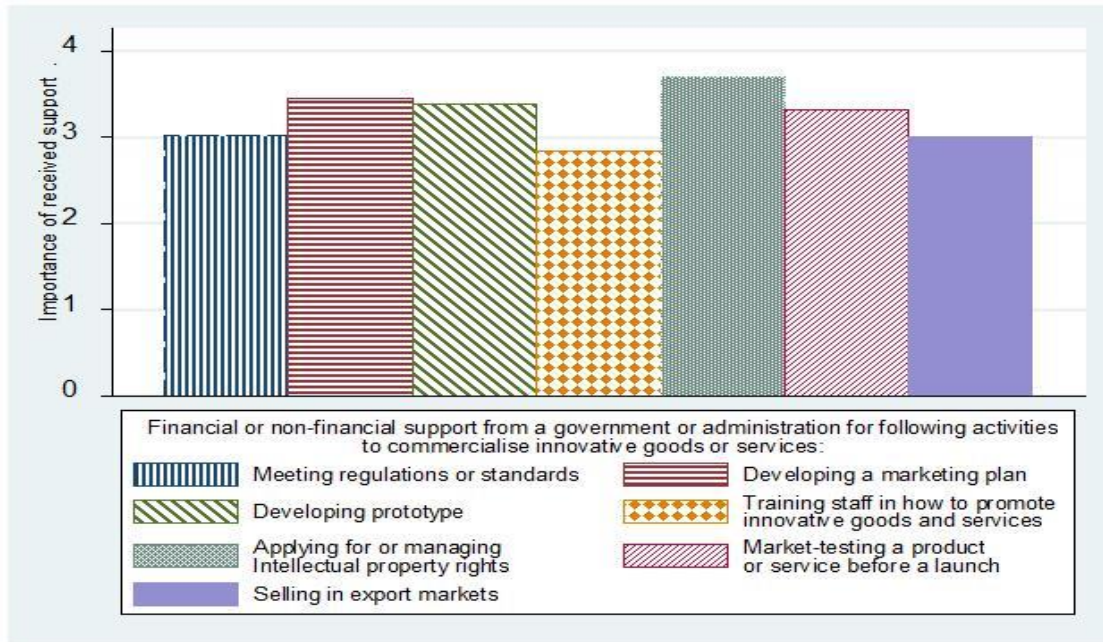 4
3
2
1
0
Importance of received support .
Financial or non-financial support from a government or administration for following activities
to commercialise innovative goods or services:
Meeting regulations or standards
Developing a marketing plan
Developing prototype
Training staff in how to promote
innovative goods and services
Applying for or managing
Intellectual property rights
Market-testing a product
or service before a launch
Selling in export markets